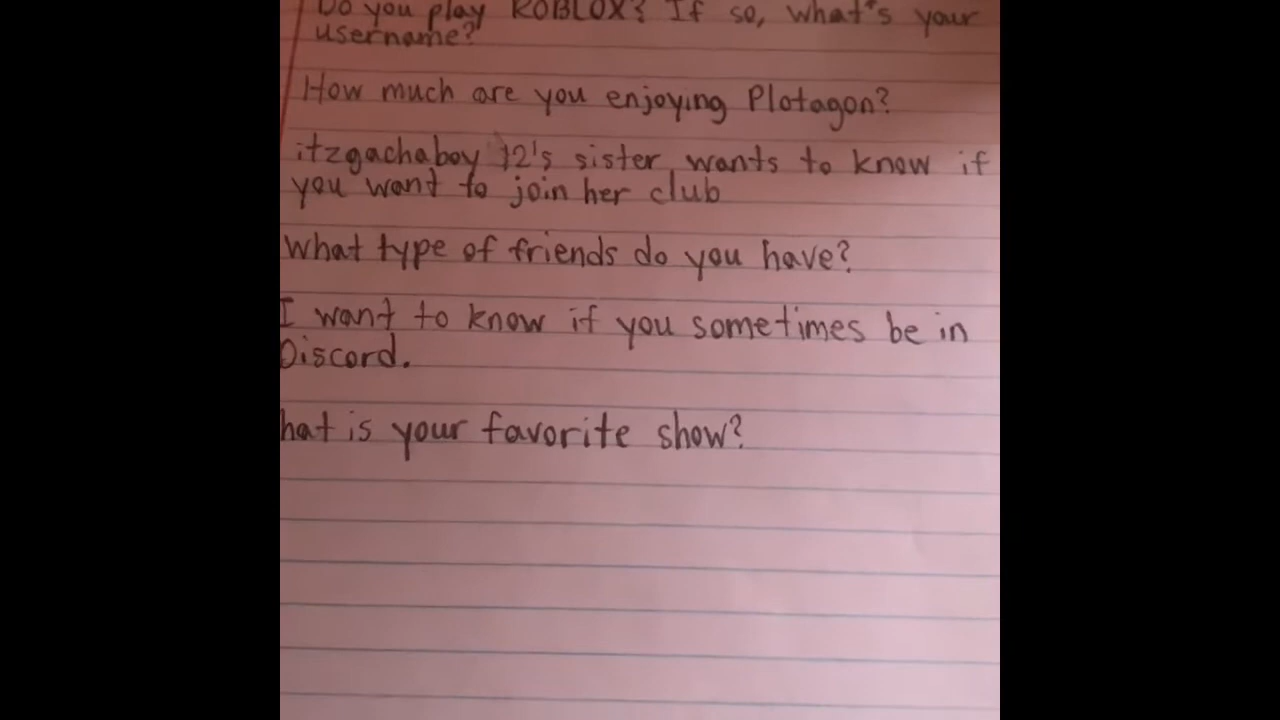 Do you play ROBLOX? If so, what's your
username?
How much are you enjoying Plotagon?
itzgachaboy 12's sister wants to know if
you want to join her club
What type of friends do you have?
I want to know if you sometimes be in
Discord.
hat is your favorite show?